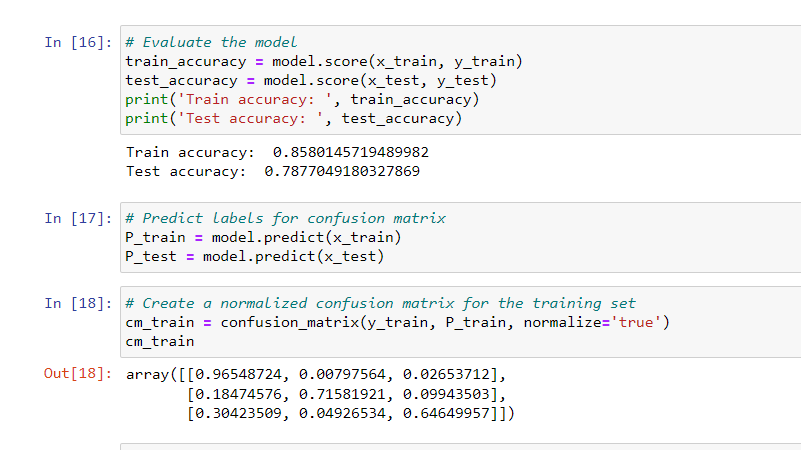 In [16]: # Evaluate the model
train_accuracy = model.score(x_train, y_train)
test_accuracy = model.score(x_test, y_test)
print('Train accuracy: ', train_accuracy)
print('Test accuracy: ', test_accuracy)
Train accuracy:  0.8580145719489982
Test accuracy:  0.7877049180327869
In [17]: # Predict labels for confusion matrix
P_train = model.predict(x_train)
P_test = model.predict(x_test)
In [18]: # Create a normalized confusion matrix for the training set
cm_train = confusion_matrix(y_train, P_train, normalize='true')
cm_train
Out[18]: array([[0.96548724, 0.00797564, 0.02653712],
[0.18474576, 0.71581921, 0.09943503],
[0.30423509, 0.04926534, 0.64649957]])